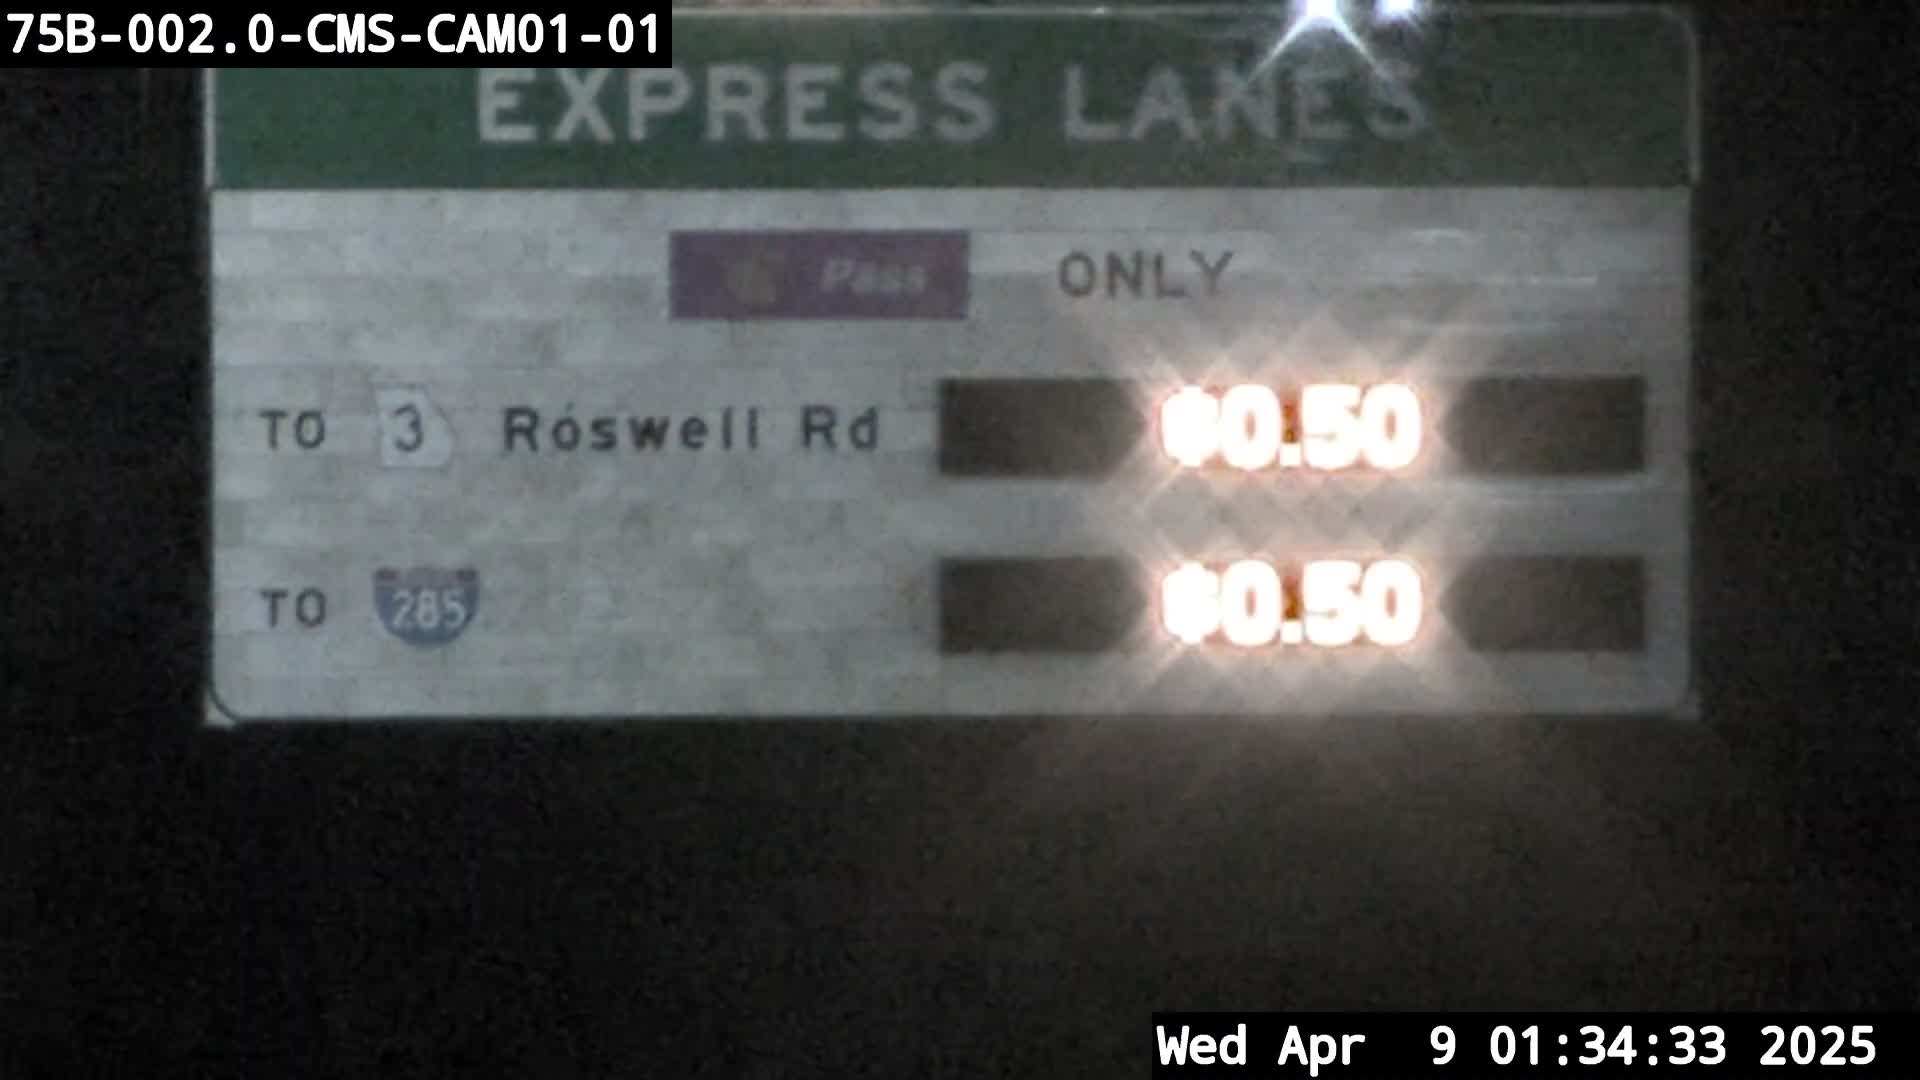 75B-002.0-CMS-CAM01-01
EXPRESS LANES
Pass ONLY
TO 3 Roswell Rd $0.50
TO 285 $0.50
Wed Apr 9 01:34:33 2025